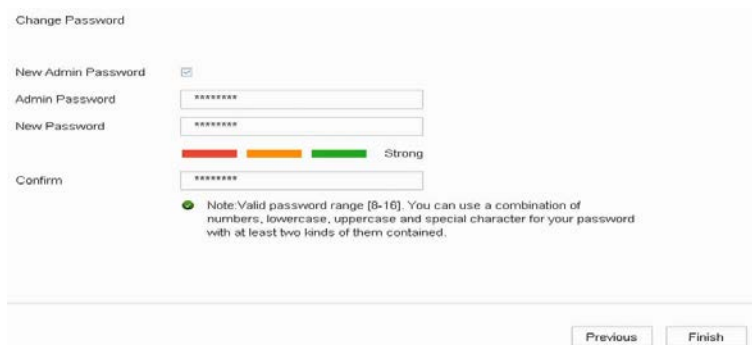 Change Password
New Admin Password
Admin Password ********
New Password ********
Strong
Confirm ********
Note:Valid password range [8-16]. You can use a combination of
numbers, lowercase, uppercase and special character for your password
with at least two kinds of them contained.
Previous Finish